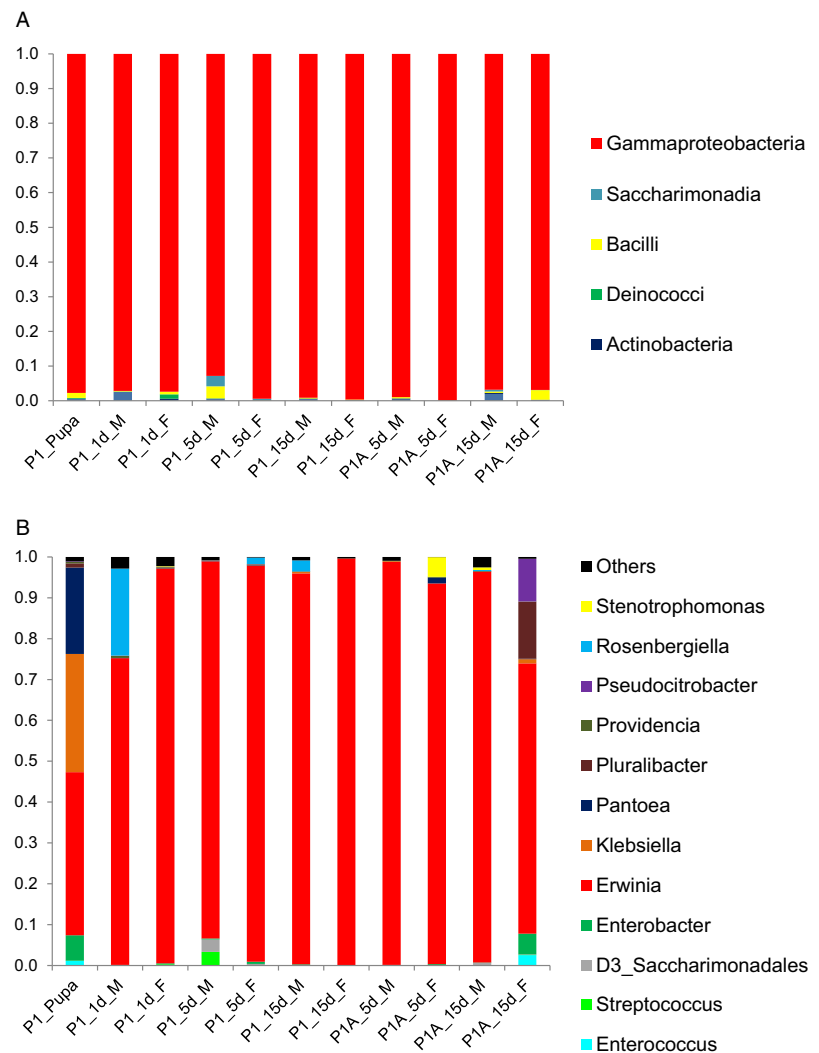 A
1.0
0.9
0.8
0.7
0.6
0.5
0.4
0.3
0.2
0.1
0.0
P1_Pupa
P1_1d_M
P1_1d_F
P1_5d_M
P1_5d_F
P1_15d_M
P1_15d_F
P1A_5d_M
P1A_5d_F
P1A_15d_M
P1A_15d_F
Gammaproteobacteria
Saccharimonadia
Bacilli
Deinococci
Actinobacteria
B
1.0
0.9
0.8
0.7
0.6
0.5
0.4
0.3
0.2
0.1
0.0
P1_Pupa
P1_1d_M
P1_1d_F
P1_5d_M
P1_5d_F
P1_15d_M
P1_15d_F
P1A_5d_M
P1A_5d_F
P1A_15d_M
P1A_15d_F
Others
Stenotrophomonas
Rosenbergiella
Pseudocitrobacter
Providencia
Pluralibacter
Pantoea
Klebsiella
Erwinia
Enterobacter
D3_Saccharimonadales
Streptococcus
Enterococcus